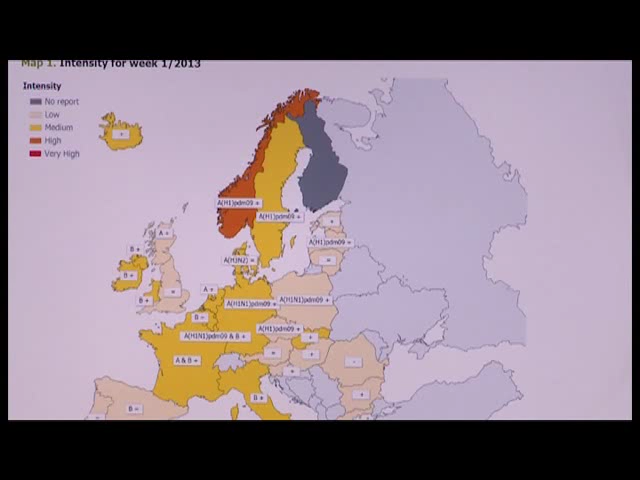 Map 1. Intensity for week 1/2013
Intensity
No report
Low
Medium
High
Very High
+
A(H1)pdm09 +
A(H1)pdm09 +
+
A(H1)pdm09 =
=
A +
B +
B +
B +
=
A(H1N2) =
A +
A(H1N1)pdm09 +
A(H1N1)pdm09 +
B =
A(H1)pdm09 +
A(H1N1)pdm09 & B +
+
A & B =
=
+
+
-
+
B +
B =